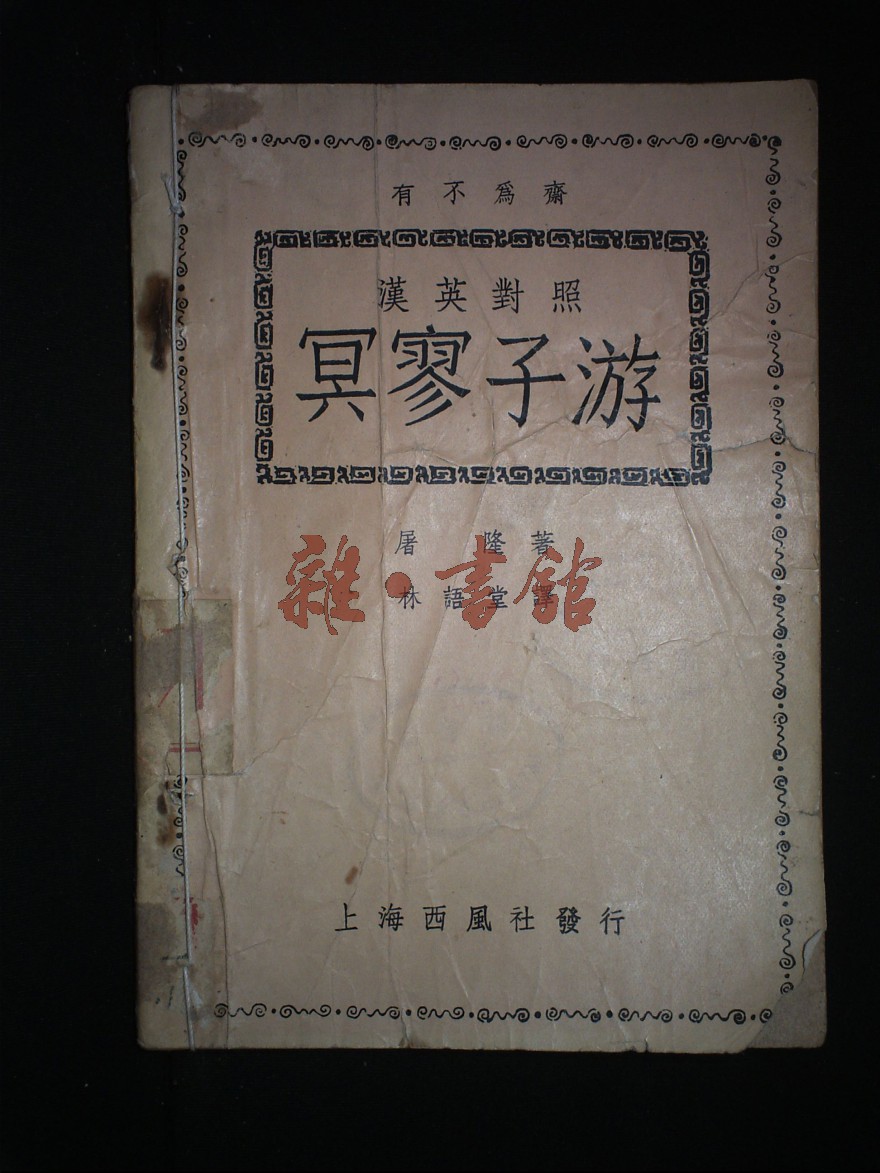 有不爲齋
漢英對照
冥寥子游
屠隆著
林語堂譯
雜·書館
上海西風社發行